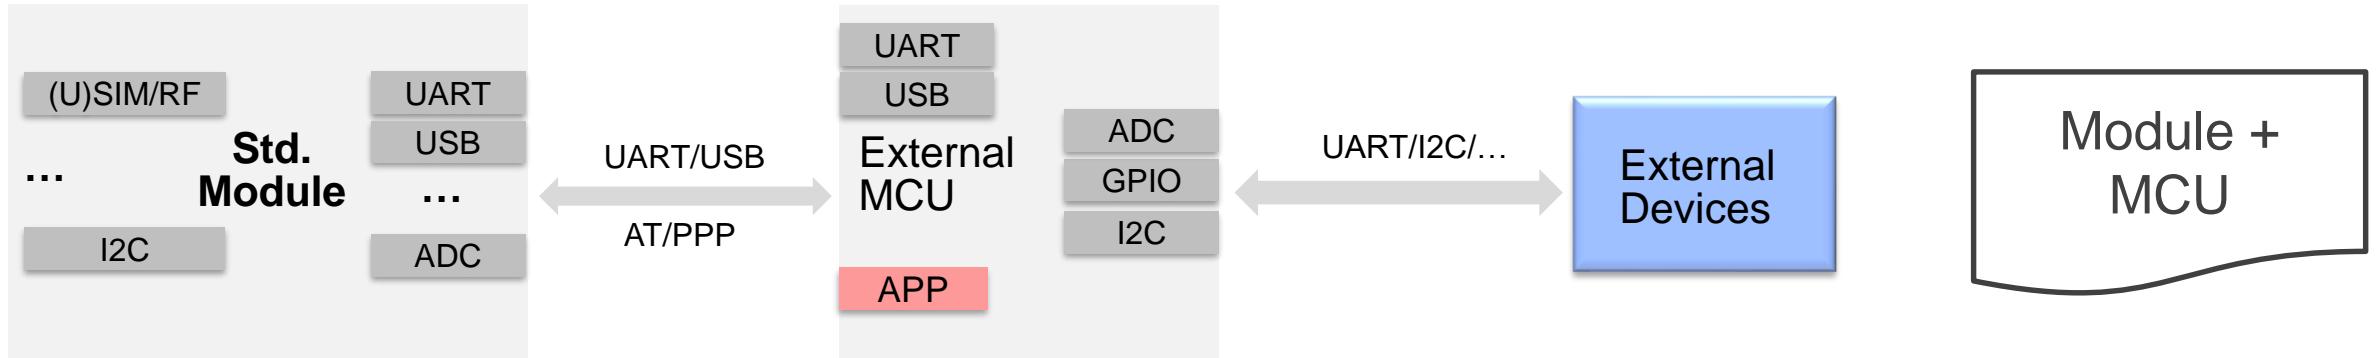 (U)SIM/RF
…
I2C
Std.
Module
UART
USB
…
ADC
UART/USB
AT/PPP
UART
USB
External
MCU
APP
ADC
GPIO
I2C
UART/I2C/…
External
Devices
Module +
MCU